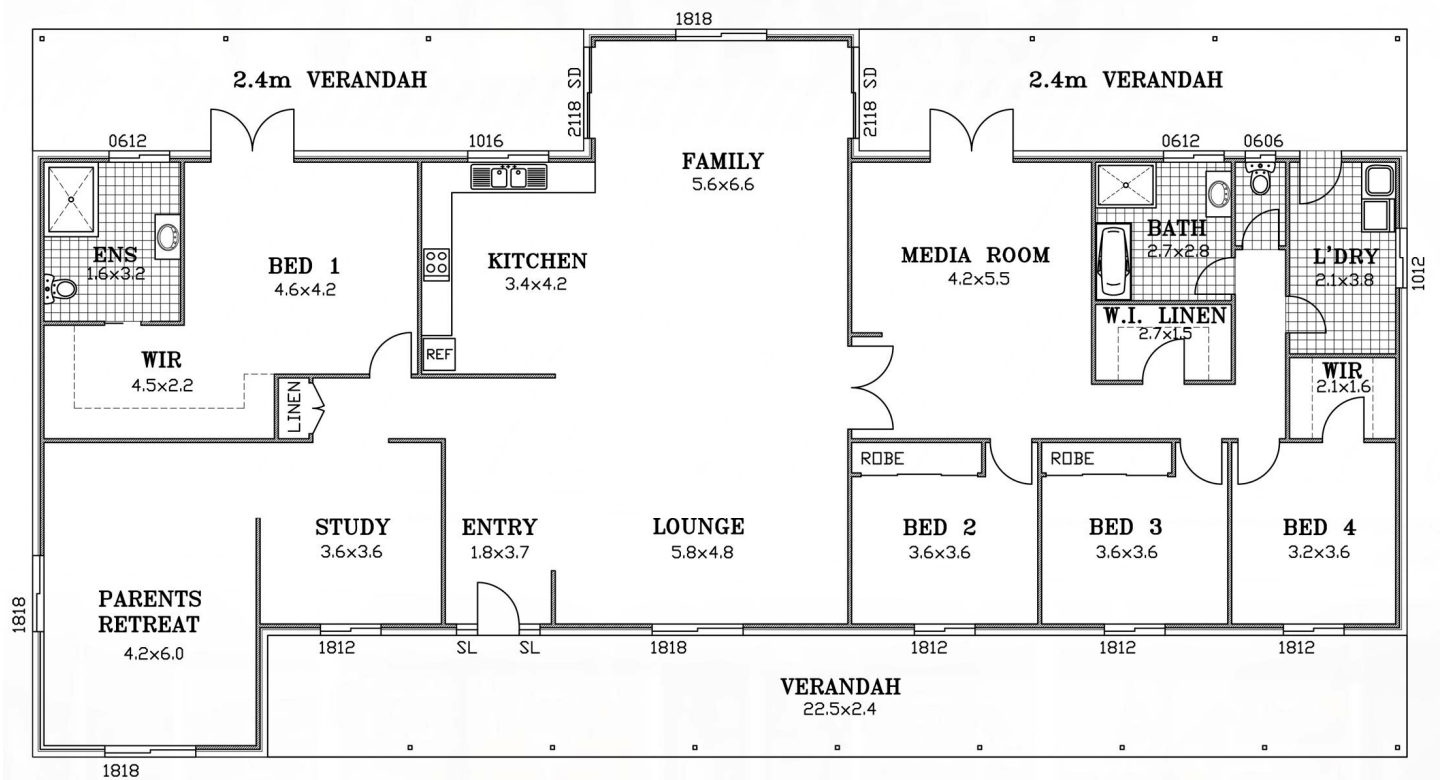 1818
2.4m VERANDAH
2118 SD
2118 SD
2.4m VERANDAH
0612
1016
0612
0606
FAMILY
5.6x6.6
ENS
1.6x3.2
BED 1
4.6x4.2
KITCHEN
3.4x4.2
MEDIA ROOM
4.2x5.5
BATH
2.7x2.8
L'DRY
2.1x3.8
1012
W.I. LINEN
2.7x1.5
REF
WIR
4.5x2.2
LINEN
WIR
2.1x1.6
ROBE
ROBE
STUDY
3.6x3.6
ENTRY
1.8x3.7
LOUNGE
5.8x4.8
BED 2
3.6x3.6
BED 3
3.6x3.6
BED 4
3.2x3.6
1818
PARENTS
RETREAT
4.2x6.0
1812
SL
SL
1818
1812
1812
1812
VERANDAH
22.5x2.4
1818